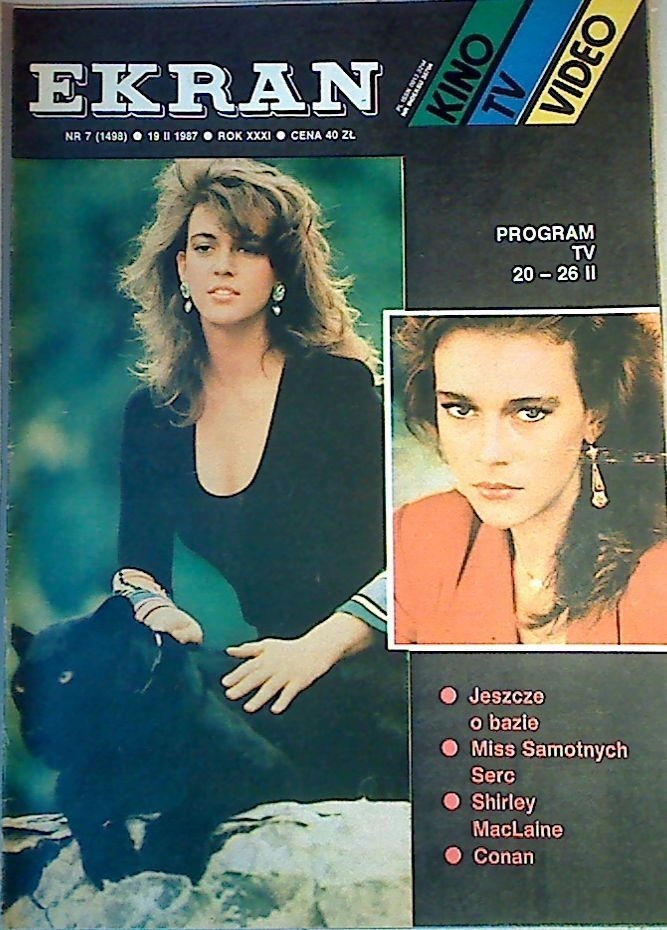 EKRAN
KINO
TV
VIDEO
NR 7 (1498) ● 19 II 1987 ● ROK XXXI ● CENA 40 ZŁ
PROGRAM
TV
20 – 26 II
● Jeszcze
o bazie
● Miss Samotnych
Serc
● Shirley
MacLaine
● Conan